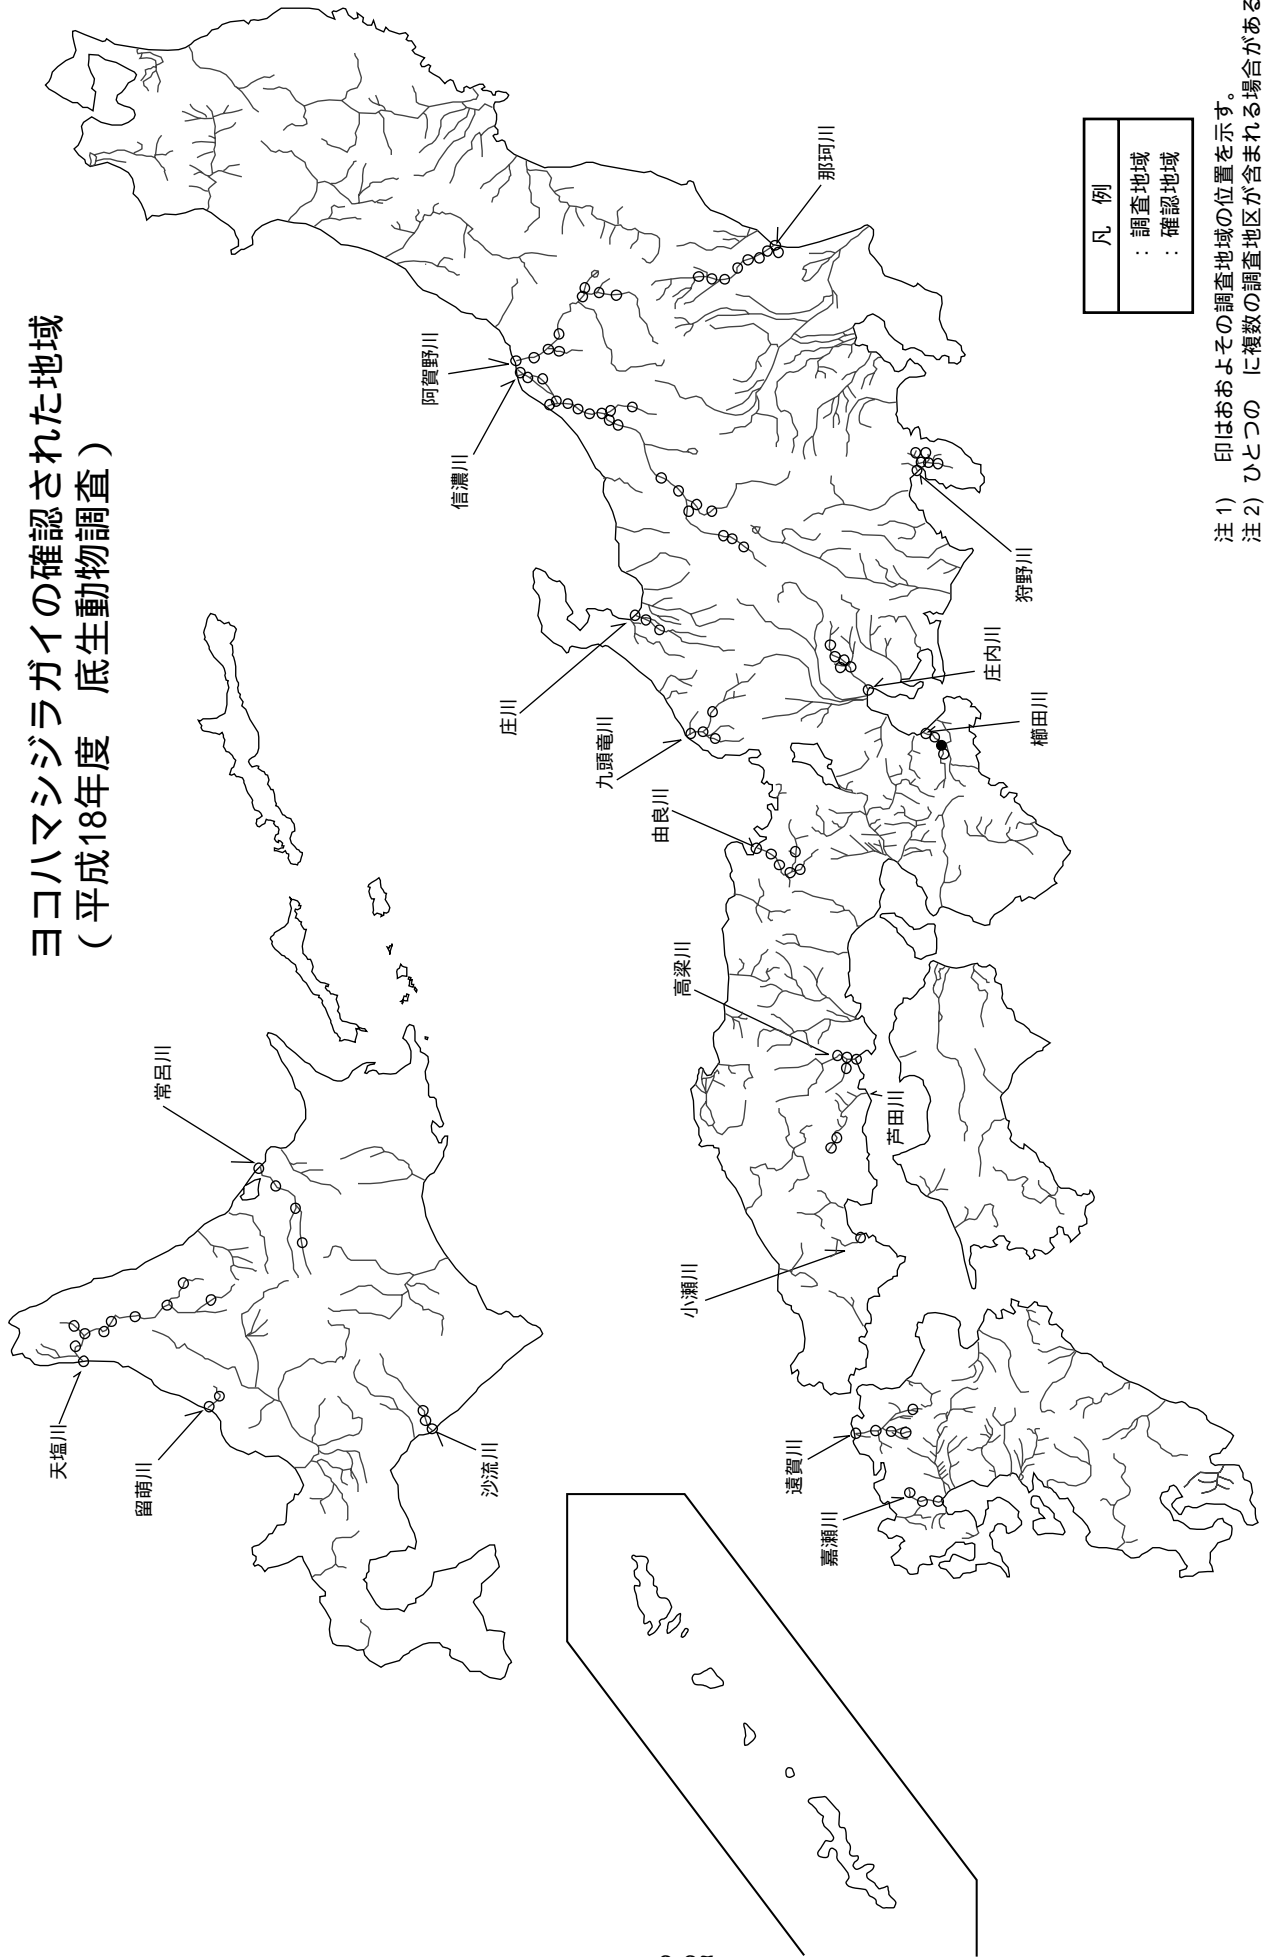 ヨコハマシジラガイの確認された地域
（平成18年度　底生動物調査）
天塩川
留萌川
常呂川
沙流川
阿賀野川
信濃川
那珂川
庄川
九頭竜川
狩野川
庄内川
櫛田川
由良川
高梁川
芦田川
小瀬川
遠賀川
嘉瀬川
凡　例
：調査地域
：確認地域
注1）　印はおおよその調査地域の位置を示す。
注2）ひとつの　に複数の調査地区が含まれる場合がある